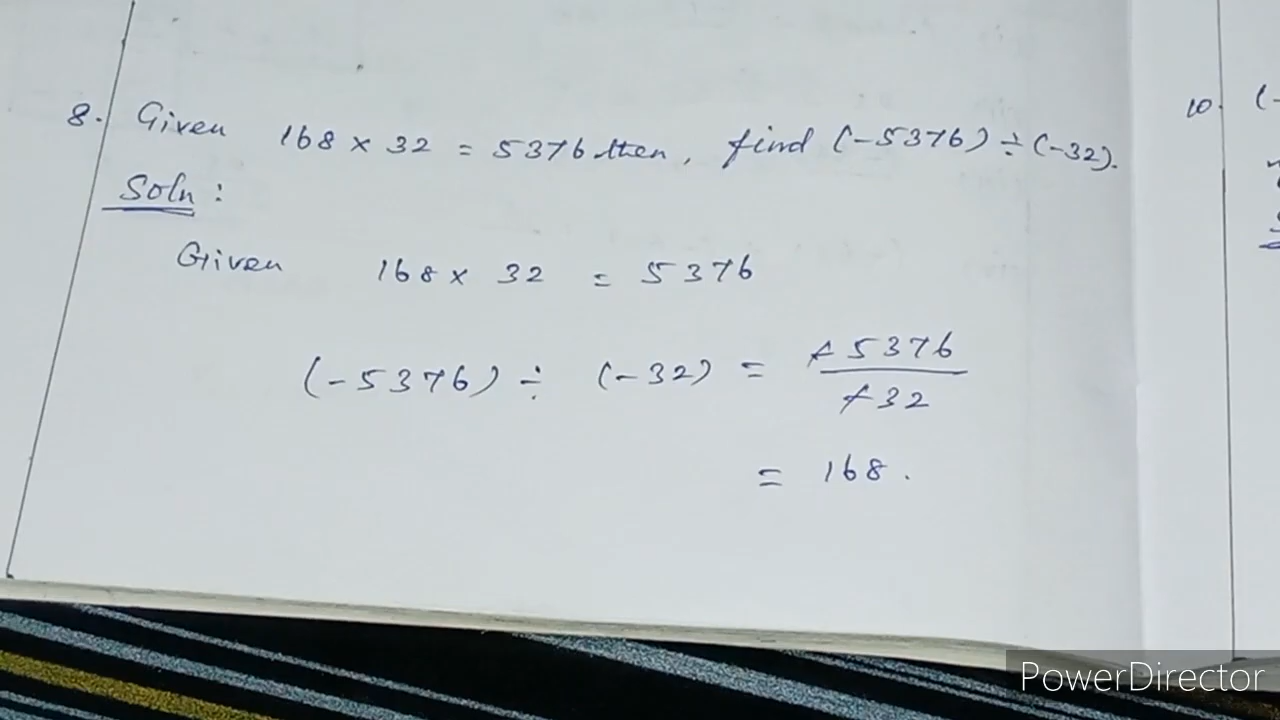 8. Given 168 × 32 = 5376 then, find (-5376) ÷ (-32).
Soln :
Given 168 × 32 = 5376
(-5376) ÷ (-32) = -5376 / -32
= 168.
10. (-
PowerDirector